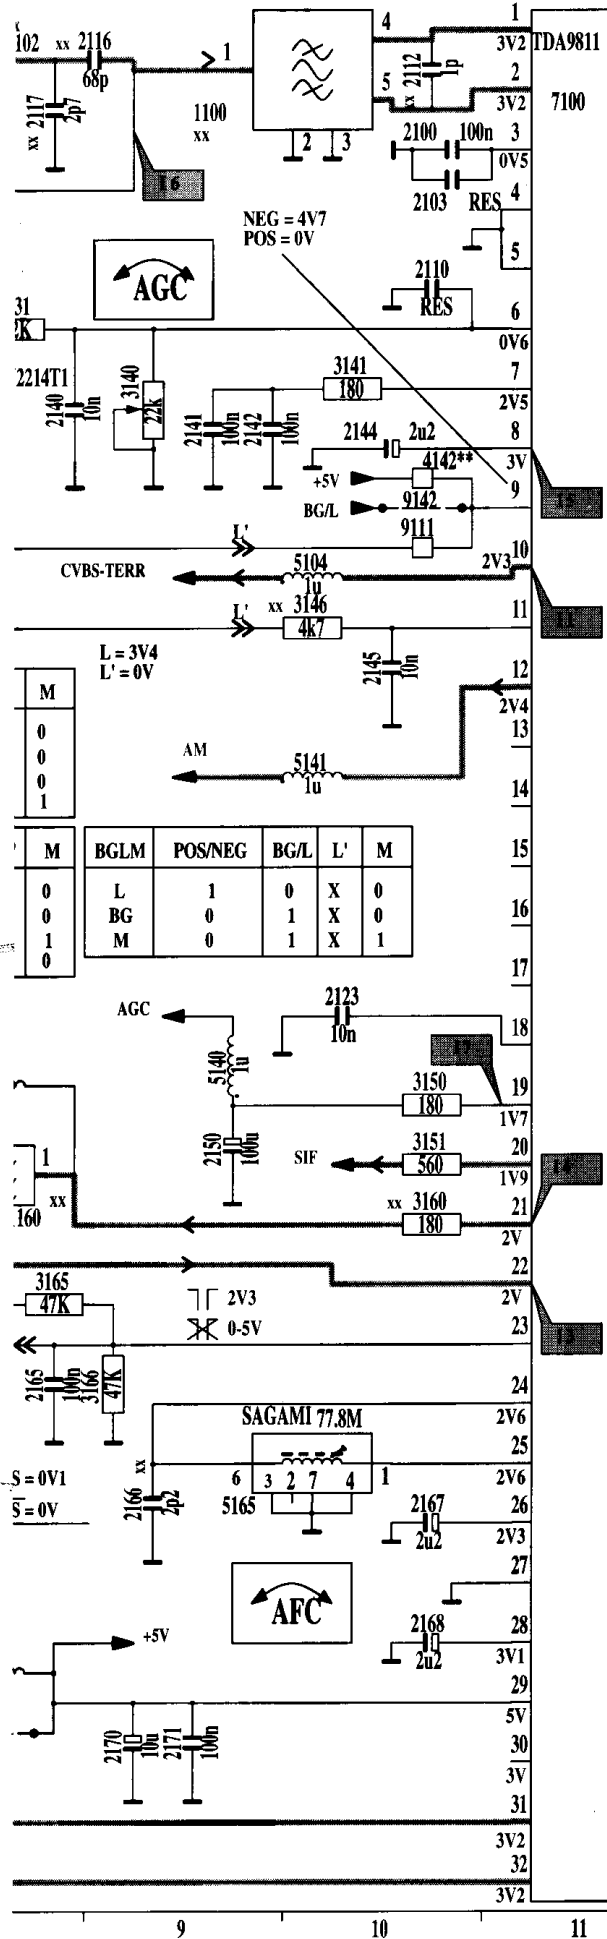 4
1
102 xx 2116
3V2 TDA9811
1
68p
2112
1p
2
5
xx
3V2
7100
2117
2p7
xx
1100
xx
2 3
2100 100n
3
0V5
16
2103 RES
4
NEG = 4V7
POS = 0V
5
AGC
2110
RES
6
31
2K
0V6
3141
180
7
2214T1
2V5
2140
10n
3140
22k
2141
100n
2142
100n
2144 2u2
8
3V
4142**
+5V
9
15
BG/L
9142
9111
L'
10
2V3
CVBS-TERR
5104
1u
11
L'
xx 3146
4k7
11
L = 3V4
L' = 0V
2145
10n
12
2V4
M
0
0
0
1
13
AM
5141
1u
14
M BGLM POS/NEG BG/L L' M
0 L 1 0 X 0
0 BG 0 1 X 0
1 M 0 1 X 1
0
15
16
17
AGC
2123
10n
18
5140
1u
17
19
3150
180
1V7
2150
100u
SIF
3151
560
20
1V9
14
1
xx
160
xx 3160
180
21
2V
22
3165
47K
2V3
2V
0-5V
23
13
2165
100n
3166
47K
24
2V6
SAGAMI 77.8M
25
xx
6 3 2 7 4 1
2V6
S = 0V1
S = 0V
2166
2p2
5165
2167
2u2
26
2V3
27
AFC
2168
2u2
28
3V1
+5V
29
5V
2170
10u
2171
100n
30
3V
31
3V2
32
3V2
9 10 11